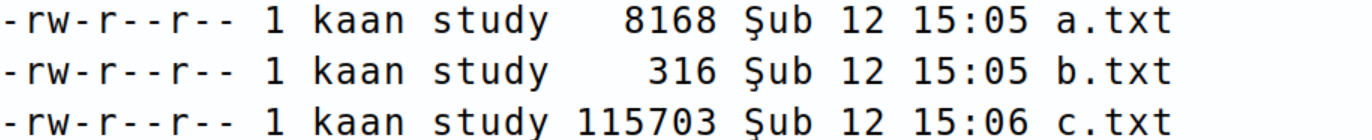 -rw-r--r-- 1 kaan study   8168 Şub 12 15:05 a.txt
-rw-r--r-- 1 kaan study    316 Şub 12 15:05 b.txt
-rw-r--r-- 1 kaan study 115703 Şub 12 15:06 c.txt